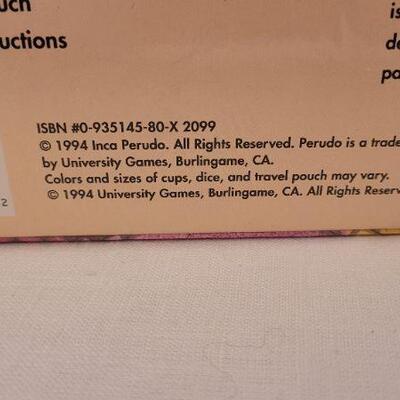 uctions
is
de
pa
ISBN #0-935145-80-X 2099
© 1994 Inca Perudo. All Rights Reserved. Perudo is a trade
by University Games, Burlingame, CA.
Colors and sizes of cups, dice, and travel pouch may vary.
© 1994 University Games, Burlingame, CA. All Rights Reser
2